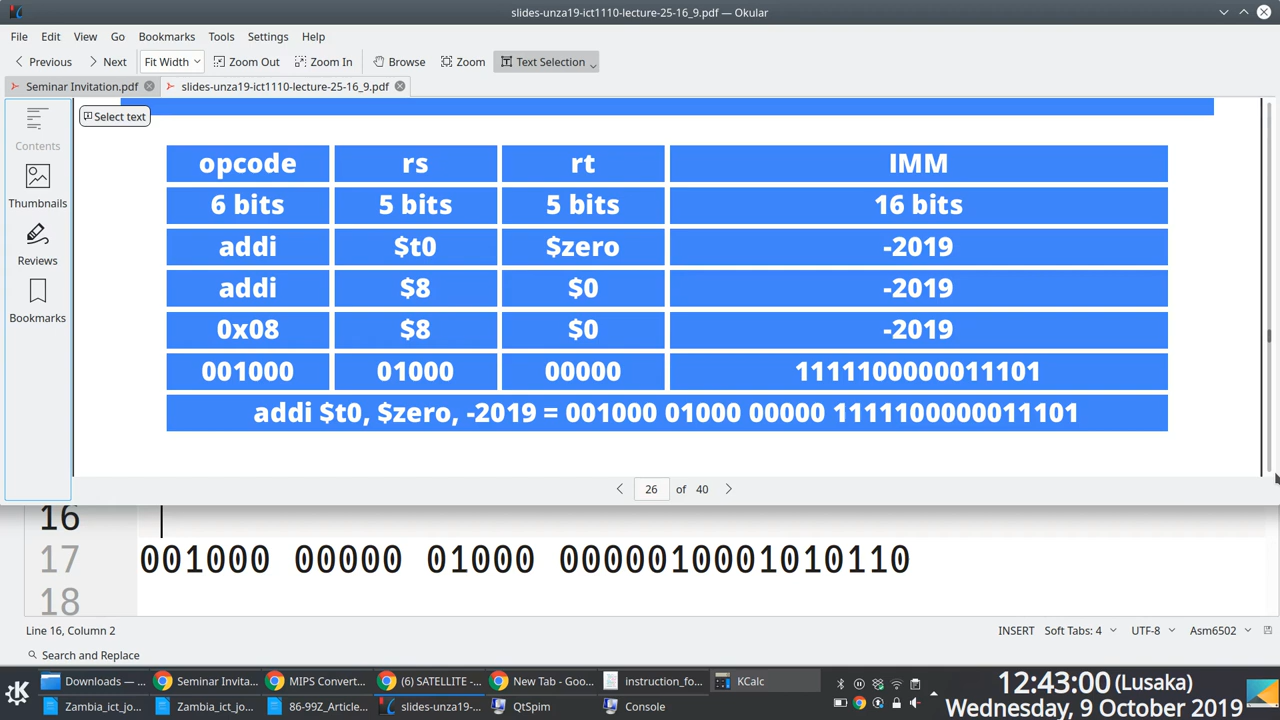 slides-unza19-ict1110-lecture-25-16_9.pdf — Okular
File Edit View Go Bookmarks Tools Settings Help
Previous Next Fit Width Zoom Out Zoom In Browse Zoom Text Selection
Seminar Invitation.pdf slides-unza19-ict1110-lecture-25-16_9.pdf
Select text
Contents
Thumbnails
Reviews
Bookmarks
opcode rs rt IMM
6 bits 5 bits 5 bits 16 bits
addi $t0 $zero -2019
addi $8 $0 -2019
0x08 $8 $0 -2019
001000 01000 00000 1111100000011101
addi $t0, $zero, -2019 = 001000 01000 00000 1111100000011101
26 of 40
16
17 001000 00000 01000 0000010001010110
18
Line 16, Column 2 INSERT Soft Tabs: 4 UTF-8 Asm6502
Search and Replace
Downloads — ... Seminar Invita... MIPS Convert... (6) SATELLITE -... New Tab - Goo... instruction_fo... KCalc
Zambia_ict_jo... Zambia_ict_jo... 86-99Z_Article... slides-unza19-... QtSpim Console
12:43:00 (Lusaka)
Wednesday, 9 October 2019